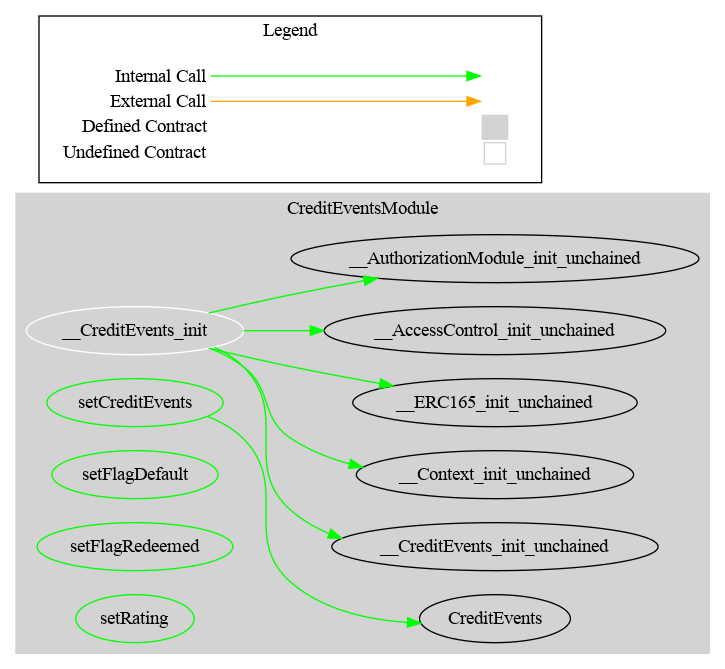 Legend
Internal Call
External Call
Defined Contract
Undefined Contract
CreditEventsModule
__AuthorizationModule_init_unchained
__CreditEvents_init
__AccessControl_init_unchained
setCreditEvents
__ERC165_init_unchained
setFlagDefault
__Context_init_unchained
setFlagRedeemed
__CreditEvents_init_unchained
setRating
CreditEvents